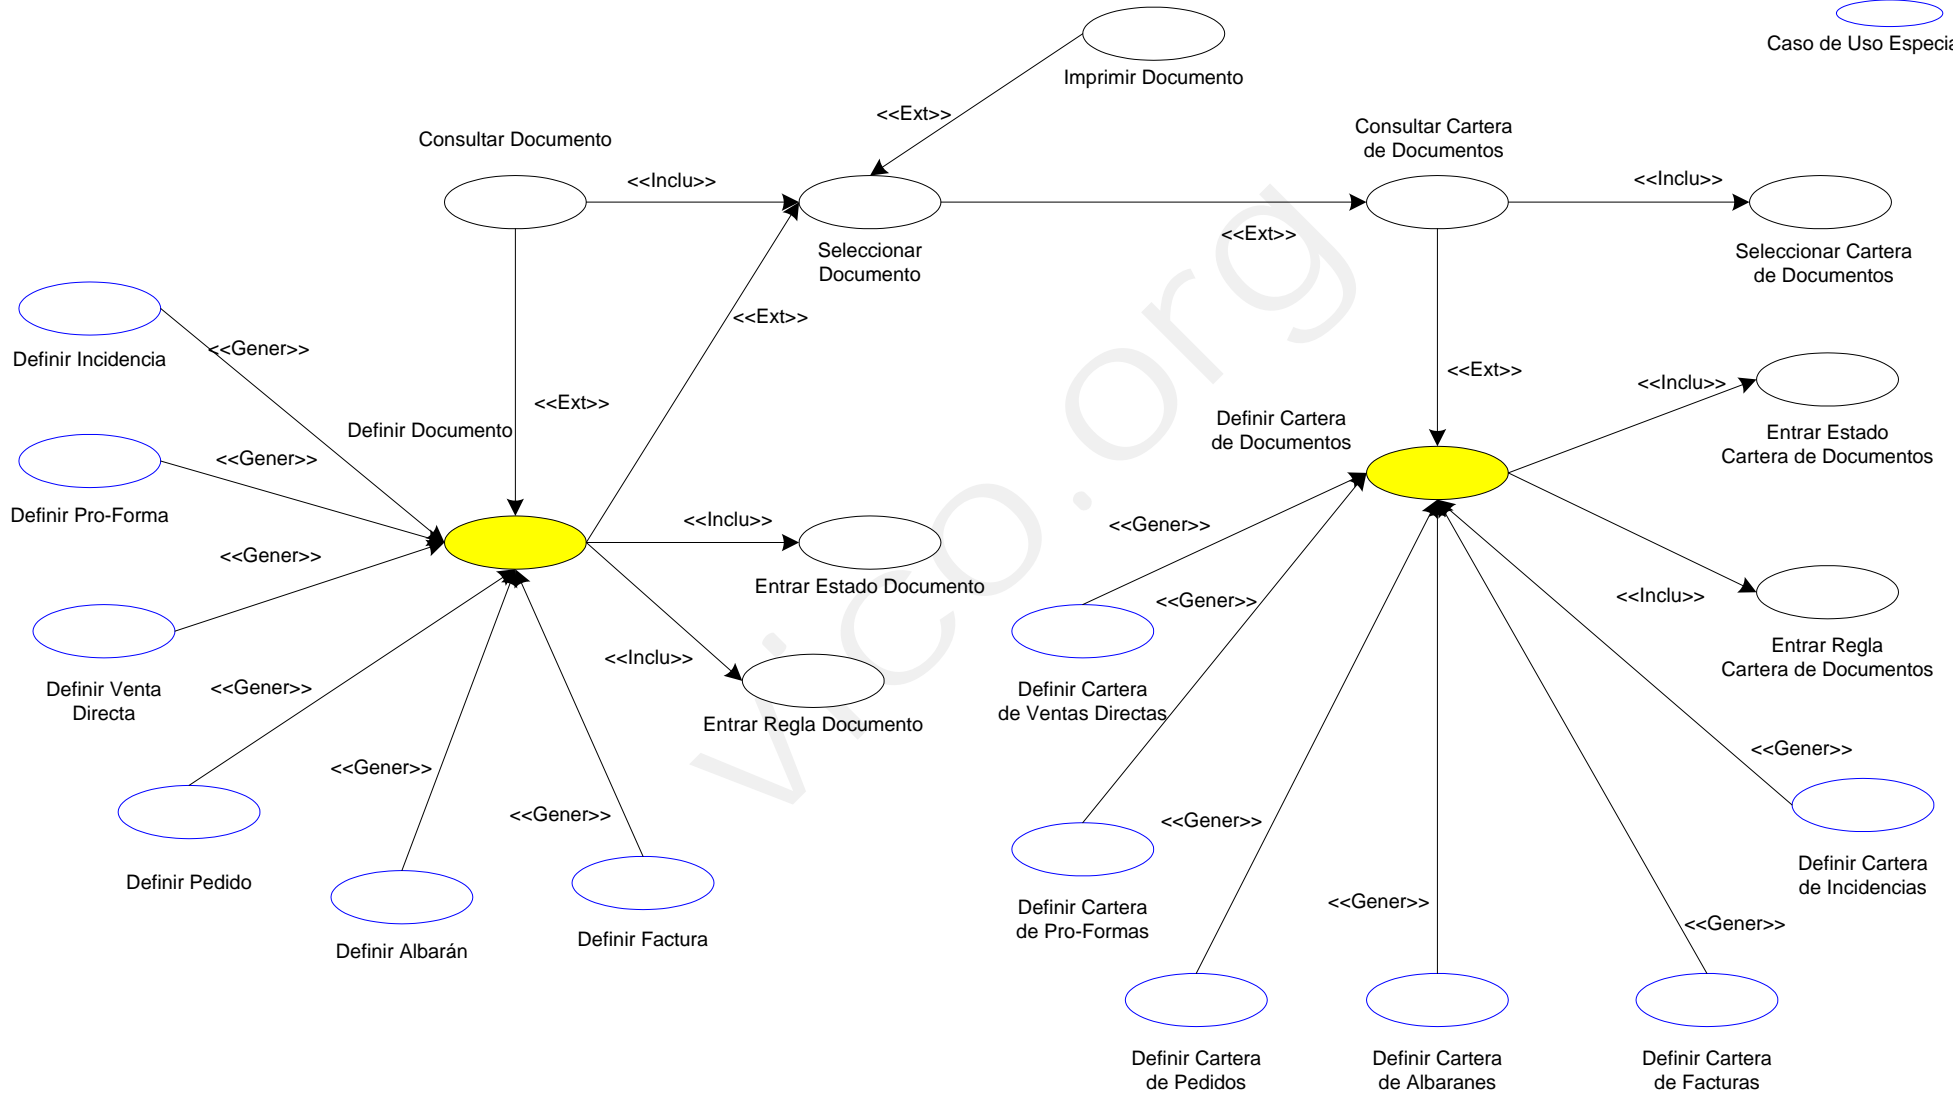 Caso de Uso Especia
Imprimir Documento
<<Ext>>
Consultar Documento
Consultar Cartera
de Documentos
<<Inclu>>
<<Inclu>>
<<Ext>>
Seleccionar
Documento
Seleccionar Cartera
de Documentos
<<Ext>>
<<Gener>>
Definir Incidencia
<<Ext>>
<<Inclu>>
<<Ext>>
Definir Documento
Definir Cartera
de Documentos
Entrar Estado
Cartera de Documentos
<<Gener>>
Definir Pro-Forma
<<Inclu>>
<<Gener>>
<<Gener>>
Entrar Estado Documento
<<Gener>>
<<Inclu>>
<<Inclu>>
Entrar Regla
Cartera de Documentos
Definir Venta
Directa
<<Gener>>
Definir Cartera
de Ventas Directas
Entrar Regla Documento
<<Gener>>
<<Gener>>
<<Gener>>
<<Gener>>
Definir Pedido
Definir Cartera
de Incidencias
Definir Albarán
Definir Factura
Definir Cartera
de Pro-Formas
<<Gener>>
<<Gener>>
Definir Cartera
de Pedidos
Definir Cartera
de Albaranes
Definir Cartera
de Facturas
vico.org